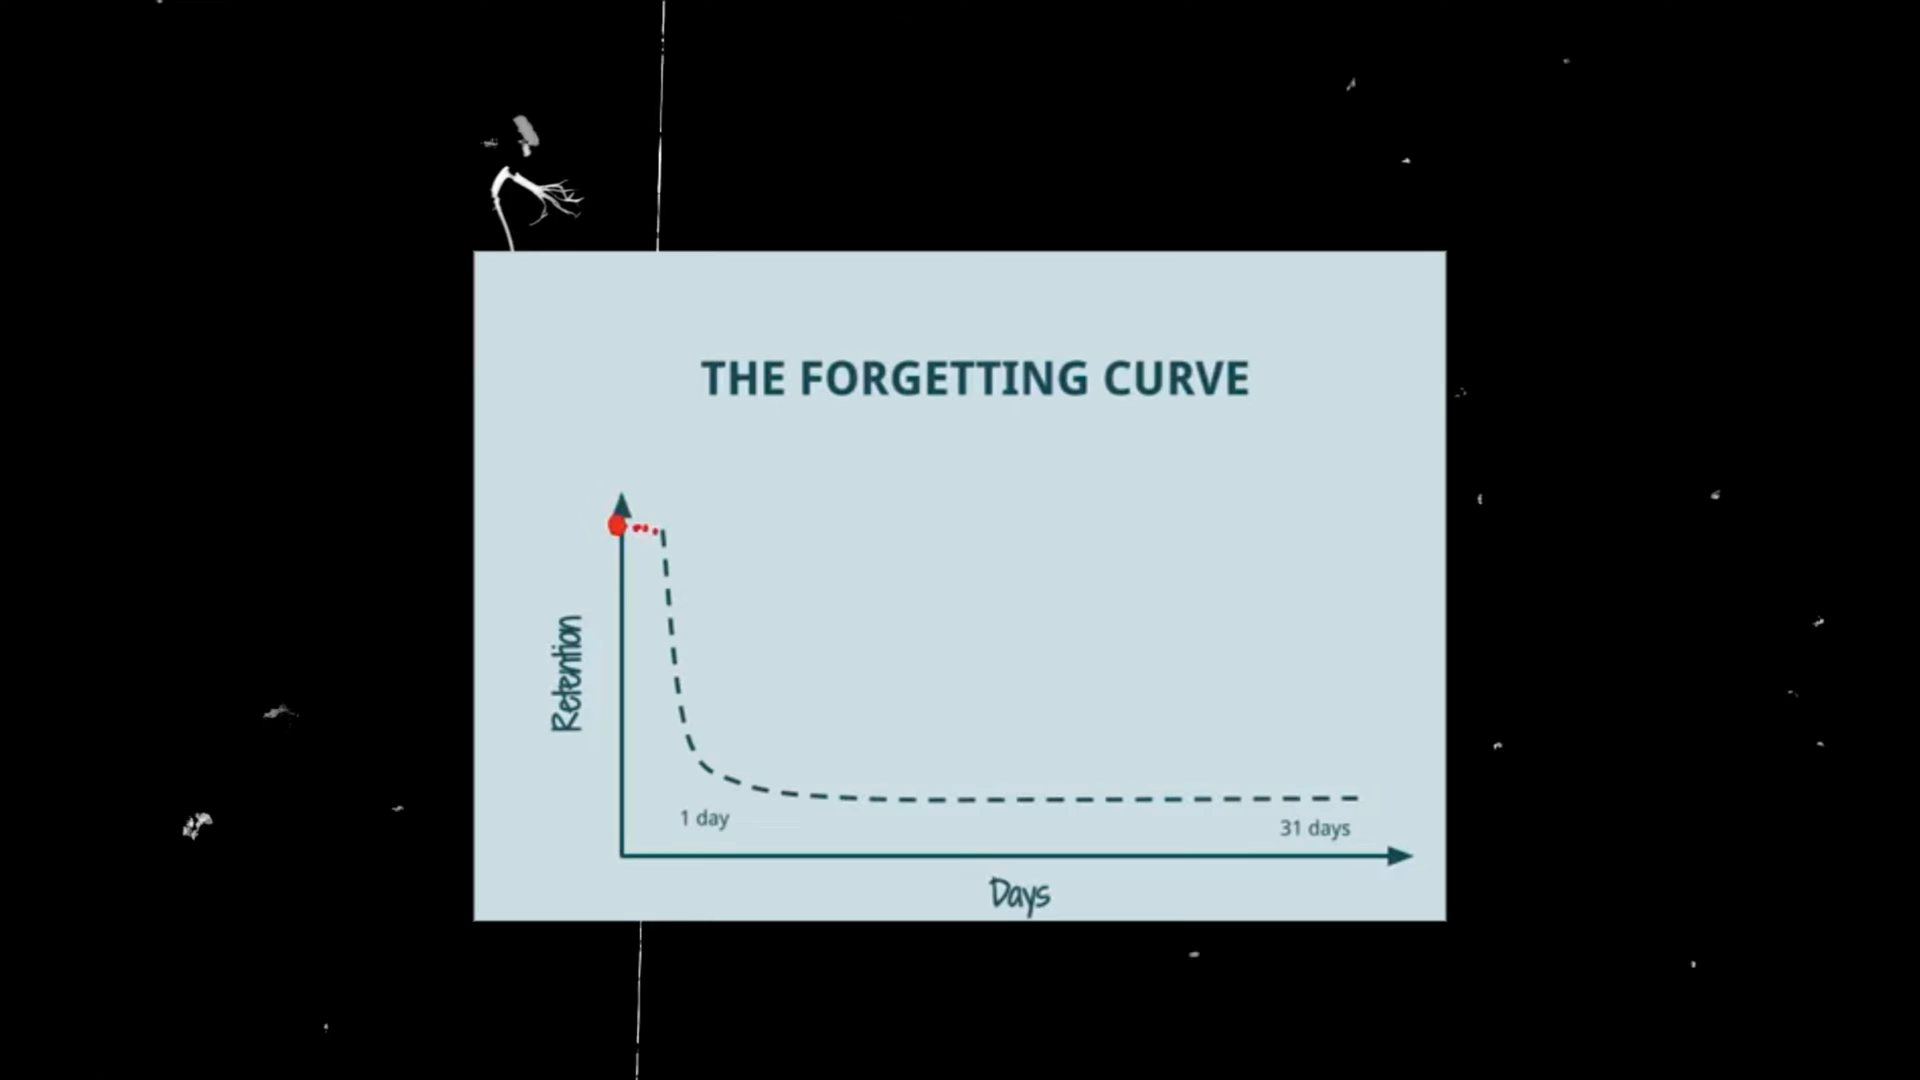 THE FORGETTING CURVE
Retention
1 day
31 days
Days